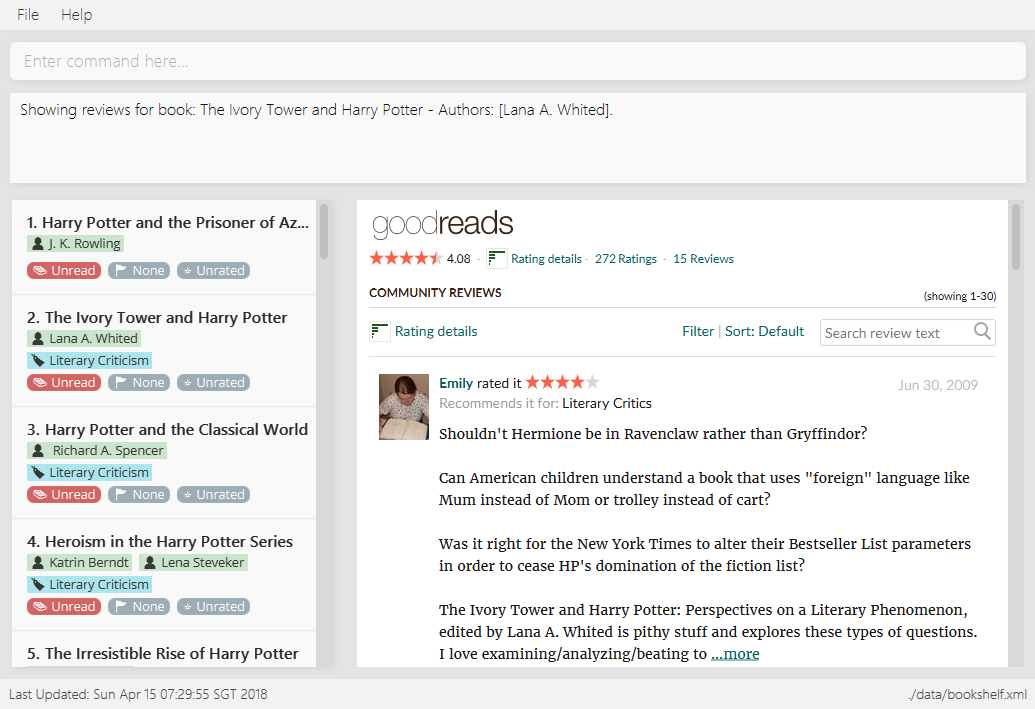 File Help
Enter command here...
Showing reviews for book: The Ivory Tower and Harry Potter - Authors: [Lana A. Whited].
1. Harry Potter and the Prisoner of Az...
J. K. Rowling
Unread None Unrated
2. The Ivory Tower and Harry Potter
Lana A. Whited
Literary Criticism
Unread None Unrated
3. Harry Potter and the Classical World
Richard A. Spencer
Literary Criticism
Unread None Unrated
4. Heroism in the Harry Potter Series
Katrin Berndt Lena Steveker
Literary Criticism
Unread None Unrated
5. The Irresistible Rise of Harry Potter
goodreads
4.08 · Rating details · 272 Ratings · 15 Reviews
COMMUNITY REVIEWS
(showing 1-30)
Rating details
Filter | Sort: Default
Search review text
Emily rated it
Jun 30, 2009
Recommends it for: Literary Critics
Shouldn't Hermione be in Ravenclaw rather than Gryffindor?
Can American children understand a book that uses "foreign" language like
Mum instead of Mom or trolley instead of cart?
Was it right for the New York Times to alter their Bestseller List parameters
in order to cease HP's domination of the fiction list?
The Ivory Tower and Harry Potter: Perspectives on a Literary Phenomenon,
edited by Lana A. Whited is pithy stuff and explores these types of questions.
I love examining/analyzing/beating to ...more
Last Updated: Sun Apr 15 07:29:55 SGT 2018
./data/bookshelf.xml